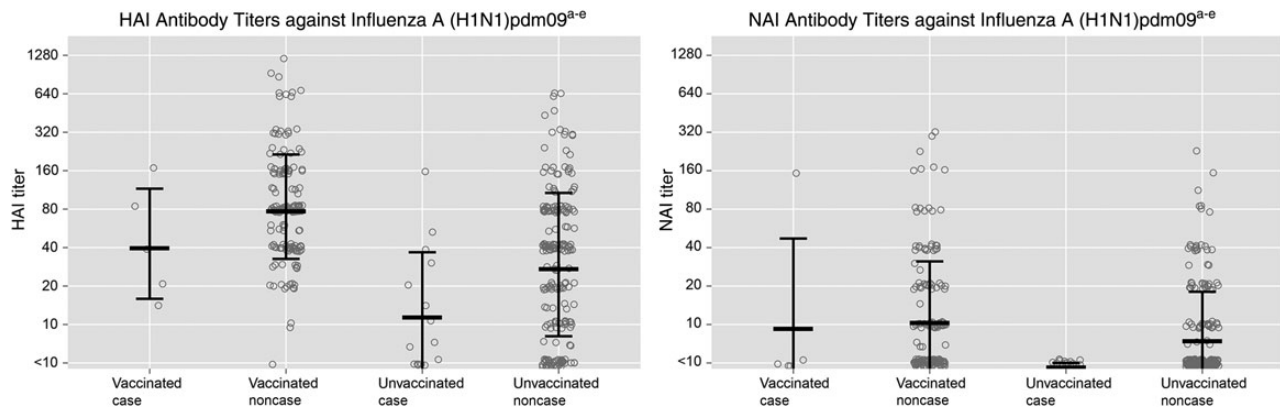 HAI Antibody Titers against Influenza A (H1N1)pdm09a-e
HAI titer
1280
640
320
160
80
40
20
10
<10
Vaccinated case
Vaccinated noncase
Unvaccinated case
Unvaccinated noncase
NAI Antibody Titers against Influenza A (H1N1)pdm09a-e
NAI titer
1280
640
320
160
80
40
20
10
<10
Vaccinated case
Vaccinated noncase
Unvaccinated case
Unvaccinated noncase